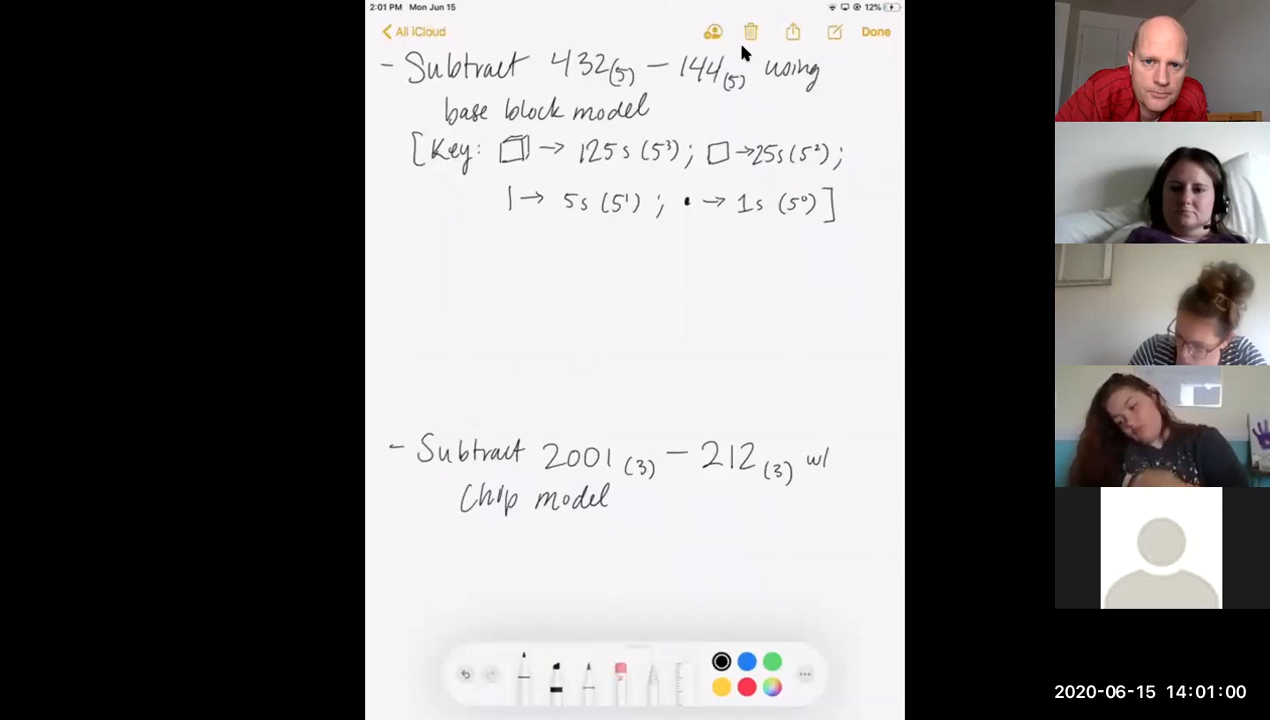 2:01 PM Mon Jun 15
12%
All iCloud
Done
- Subtract 432(5) - 144(5) using
base block model
[Key: → 125s (5³); → 25s (5²);
| → 5s (5¹); • → 1s (5⁰)]
- Subtract 2001(3) - 212(3) w/
Chip model
2020-06-15 14:01:00